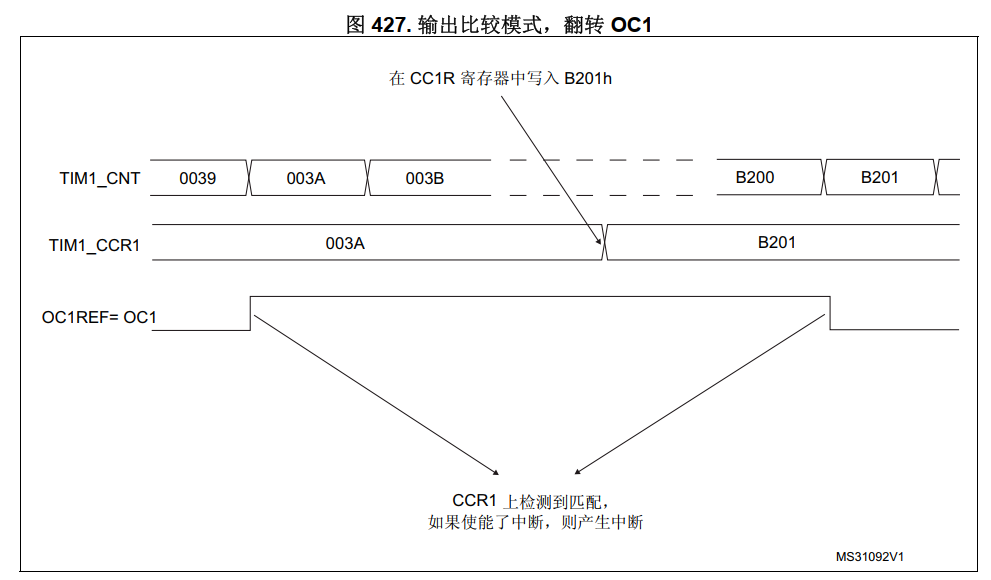 图 427. 输出比较模式，翻转 OC1
在 CC1R 寄存器中写入 B201h
TIM1_CNT 0039 003A 003B B200 B201
TIM1_CCR1 003A B201
OC1REF= OC1
CCR1 上检测到匹配，
如果使能了中断，则产生中断
MS31092V1